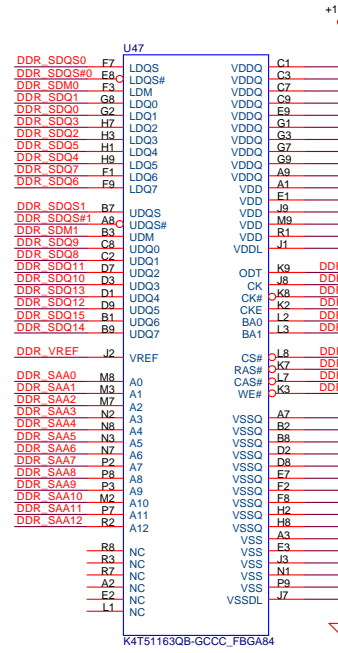 +1
U47
DDR_SDQS0 F7 LDQS VDDQ C1
DDR_SDQS#0 E8 LDQS# VDDQ C3
DDR_SDM0 F3 LDM VDDQ C7
DDR_SDQ1 G8 LDQ0 VDDQ C9
DDR_SDQ0 G2 LDQ1 VDDQ E9
DDR_SDQ3 H7 LDQ2 VDDQ G1
DDR_SDQ2 H3 LDQ3 VDDQ G3
DDR_SDQ5 H1 LDQ4 VDDQ G7
DDR_SDQ4 H9 LDQ5 VDDQ G9
DDR_SDQ7 F1 LDQ6 VDDQ A9
DDR_SDQ6 F9 LDQ7 VDD A1
VDD E1
DDR_SDQS1 B7 UDQS VDD J9
DDR_SDQS#1 A8 UDQS# VDD M9
DDR_SDM1 B3 UDM VDD R1
DDR_SDQ9 C8 UDQ0 VDDL J1
DDR_SDQ8 C2 UDQ1
DDR_SDQ11 D7 UDQ2 ODT K9 DD
DDR_SDQ10 D3 UDQ3 CK J8 DD
DDR_SDQ13 D1 UDQ4 CK# K8 DD
DDR_SDQ12 D9 UDQ5 CKE K2 DD
DDR_SDQ15 B1 UDQ6 BA0 L2 DD
DDR_SDQ14 B9 UDQ7 BA1 L3 DD
DDR_VREF J2 VREF CS# L8 DD
RAS# K7 DD
DDR_SAA0 M8 A0 CAS# L7 DD
DDR_SAA1 M3 A1 WE# K3 DD
DDR_SAA2 M7 A2
DDR_SAA3 N2 A3 VSSQ A7
DDR_SAA4 N8 A4 VSSQ B2
DDR_SAA5 N3 A5 VSSQ B8
DDR_SAA6 N7 A6 VSSQ D2
DDR_SAA7 P2 A7 VSSQ D8
DDR_SAA8 P8 A8 VSSQ E7
DDR_SAA9 P3 A9 VSSQ F2
DDR_SAA10 M2 A10 VSSQ F8
DDR_SAA11 P7 A11 VSSQ H2
DDR_SAA12 R2 A12 VSSQ H8
VSS A3
R8 NC VSS E3
R3 NC VSS J3
R7 NC VSS N1
A2 NC VSS P9
E2 NC VSSDL J7
L1 NC
K4T51163QB-GCCC_FBGA84